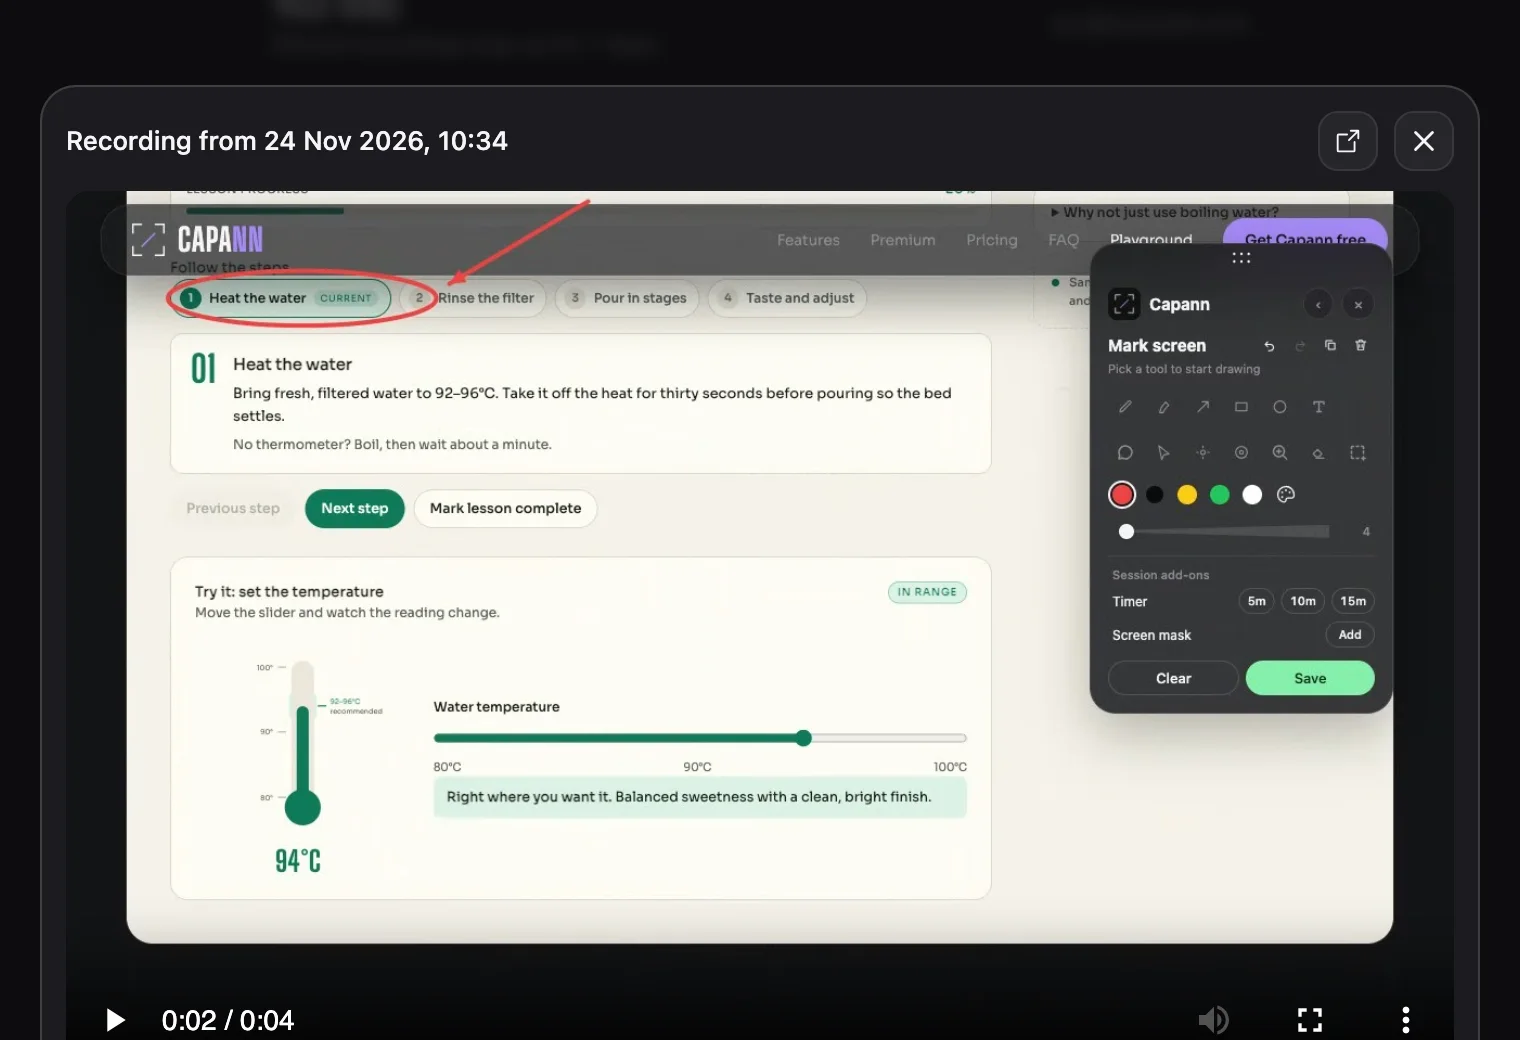 Recording from 24 Nov 2026, 10:34
LESSON PROGRESS
Why not just use boiling water?
CAPANN
Features Premium Pricing FAQ Playground Get Capann free
Follow the steps
1 Heat the water CURRENT 2 Rinse the filter 3 Pour in stages 4 Taste and adjust
01 Heat the water
Bring fresh, filtered water to 92–96°C. Take it off the heat for thirty seconds before pouring so the bed
settles.
No thermometer? Boil, then wait about a minute.
Previous step Next step Mark lesson complete
Try it: set the temperature
IN RANGE
Move the slider and watch the reading change.
100°
92–96°C
recommended
90°
80°
94°C
Water temperature
80°C 90°C 100°C
Right where you want it. Balanced sweetness with a clean, bright finish.
and
Capann
Mark screen
Pick a tool to start drawing
T
4
Session add-ons
Timer 5m 10m 15m
Screen mask Add
Clear Save
0:02 / 0:04